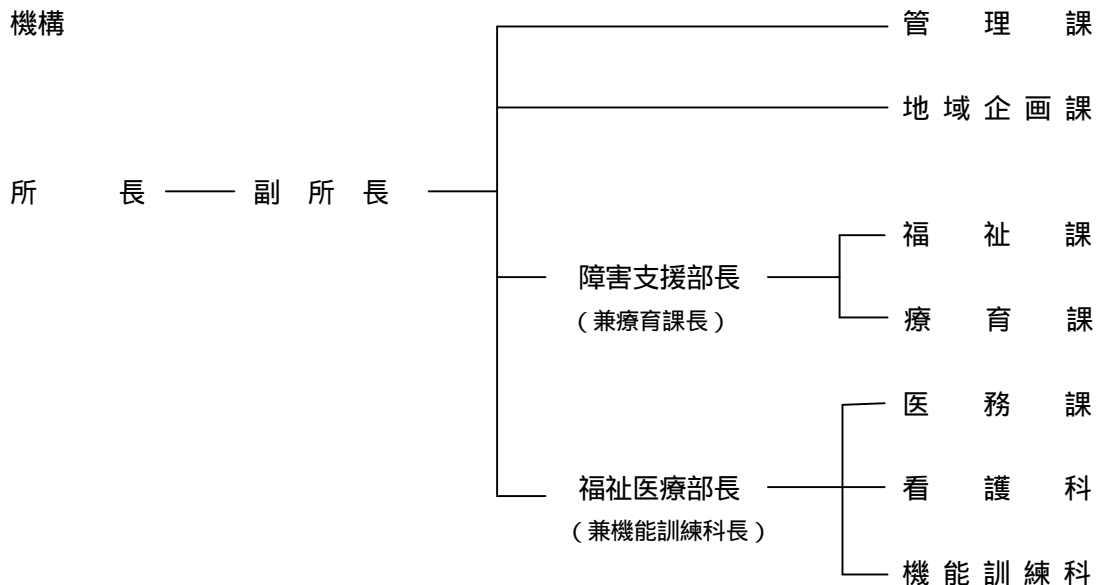 機構
管理課
地域企画課
所長 副所長
福祉課
障害支援部長
（兼療育課長）
療育課
医務課
福祉医療部長
看護科
（兼機能訓練科長）
機能訓練科